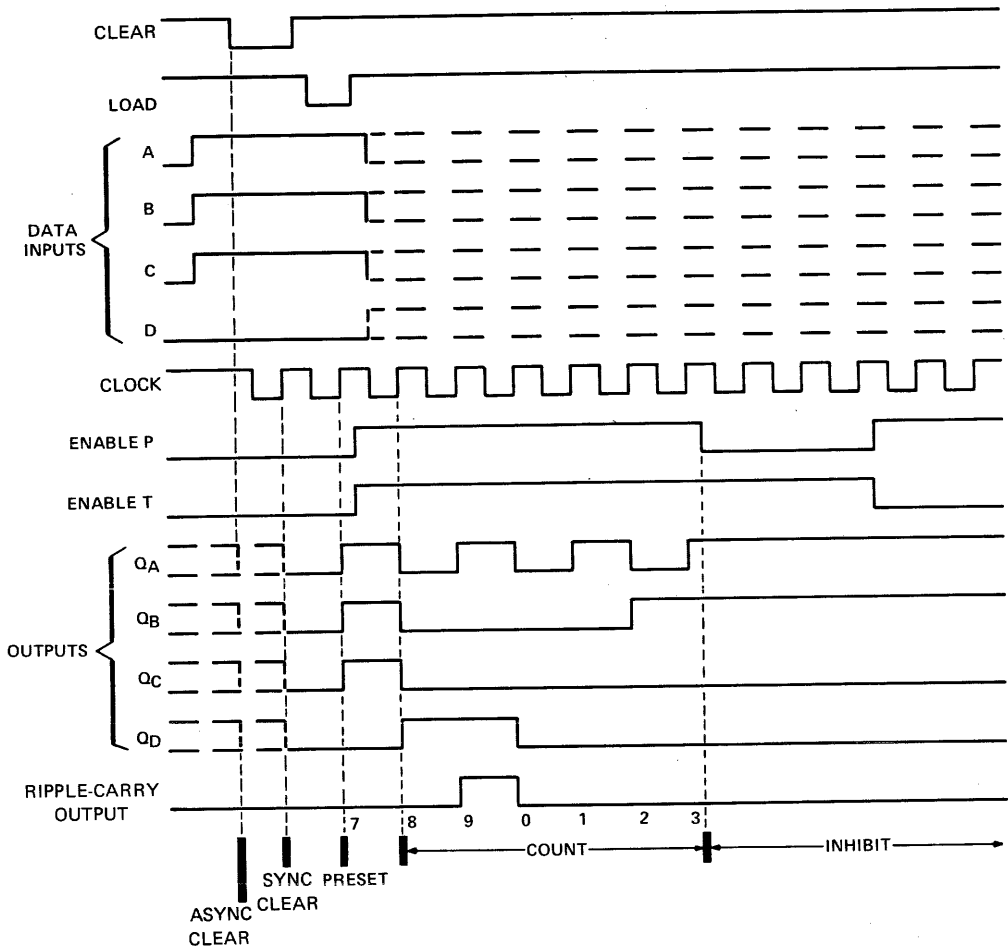 CLEAR
LOAD
A
B
DATA
INPUTS
C
D
CLOCK
ENABLE P
ENABLE T
QA
QB
OUTPUTS
QC
QD
RIPPLE-CARRY
OUTPUT
7 8 9 0 1 2 3
COUNT INHIBIT
SYNC PRESET
CLEAR
ASYNC
CLEAR